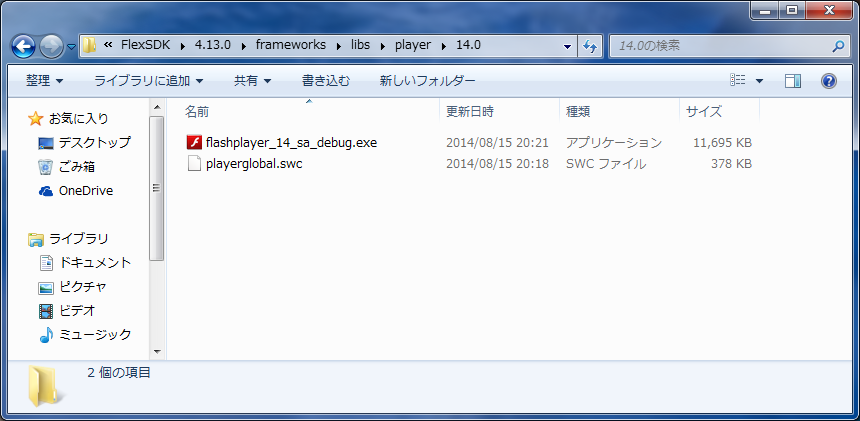 « FlexSDK ▸ 4.13.0 ▸ frameworks ▸ libs ▸ player ▸ 14.0
14.0の検索
整理 ライブラリに追加 共有 書き込む 新しいフォルダー
お気に入り
デスクトップ
ごみ箱
OneDrive
ライブラリ
ドキュメント
ピクチャ
ビデオ
ミュージック
名前 更新日時 種類 サイズ
flashplayer_14_sa_debug.exe 2014/08/15 20:21 アプリケーション 11,695 KB
playerglobal.swc 2014/08/15 20:18 SWC ファイル 378 KB
2 個の項目